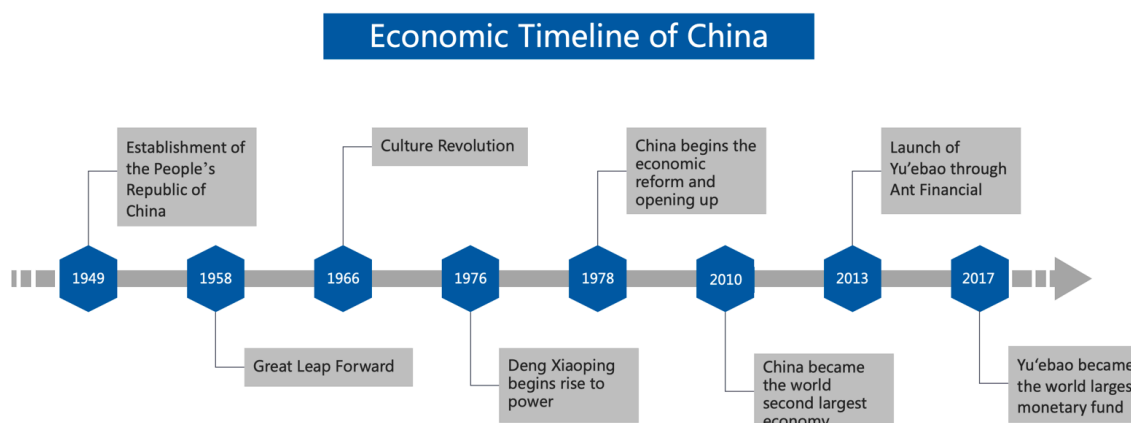 Economic Timeline of China
Establishment of
the People's
Republic of
China
Culture Revolution
China begins the
economic
reform and
opening up
Launch of
Yu'ebao through
Ant Financial
1949
1958
1966
1976
1978
2010
2013
2017
Great Leap Forward
Deng Xiaoping
begins rise to
power
China became
the world
second largest
economy
Yu'ebao became
the world larges
monetary fund